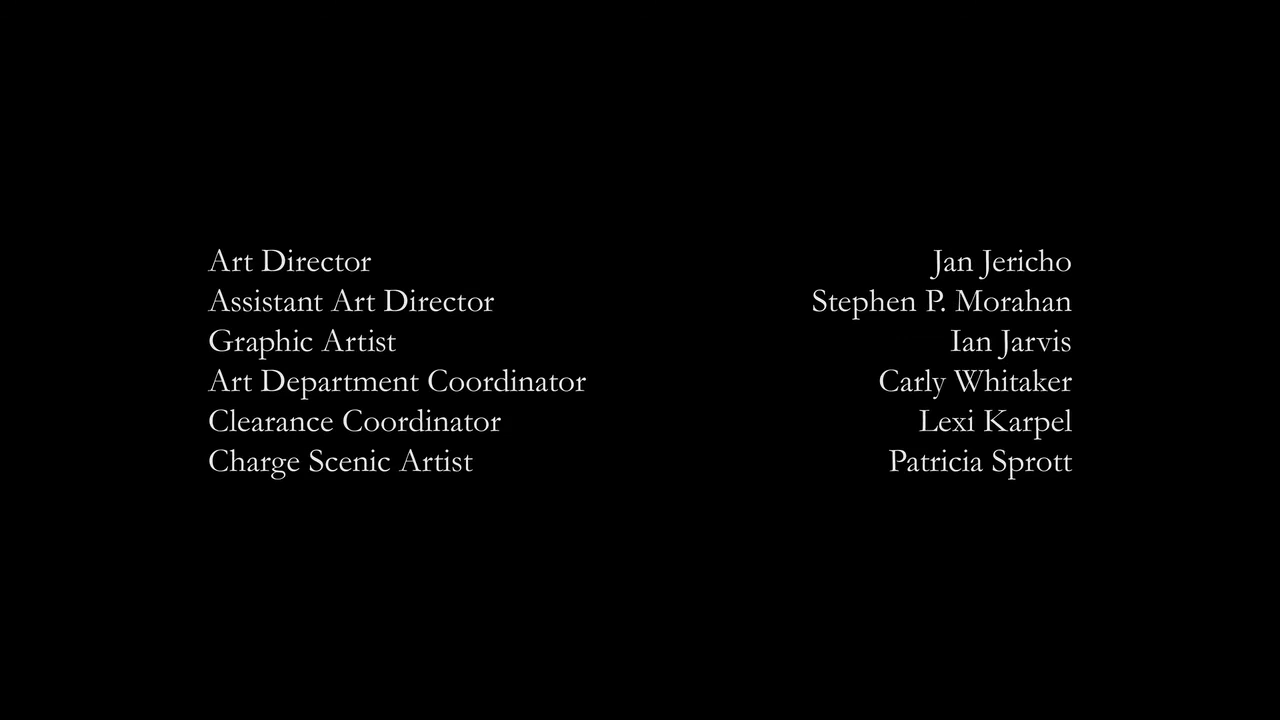 Art Director Jan Jericho
Assistant Art Director Stephen P. Morahan
Graphic Artist Ian Jarvis
Art Department Coordinator Carly Whitaker
Clearance Coordinator Lexi Karpel
Charge Scenic Artist Patricia Sprott